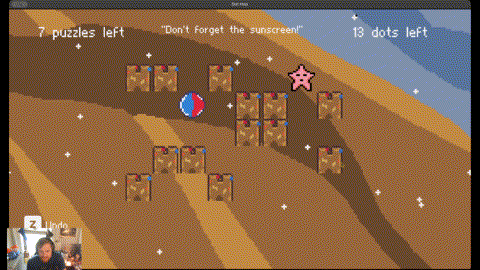 7 puzzles left
"Don't forget the sunscreen!"
13 dots left
Z Undo